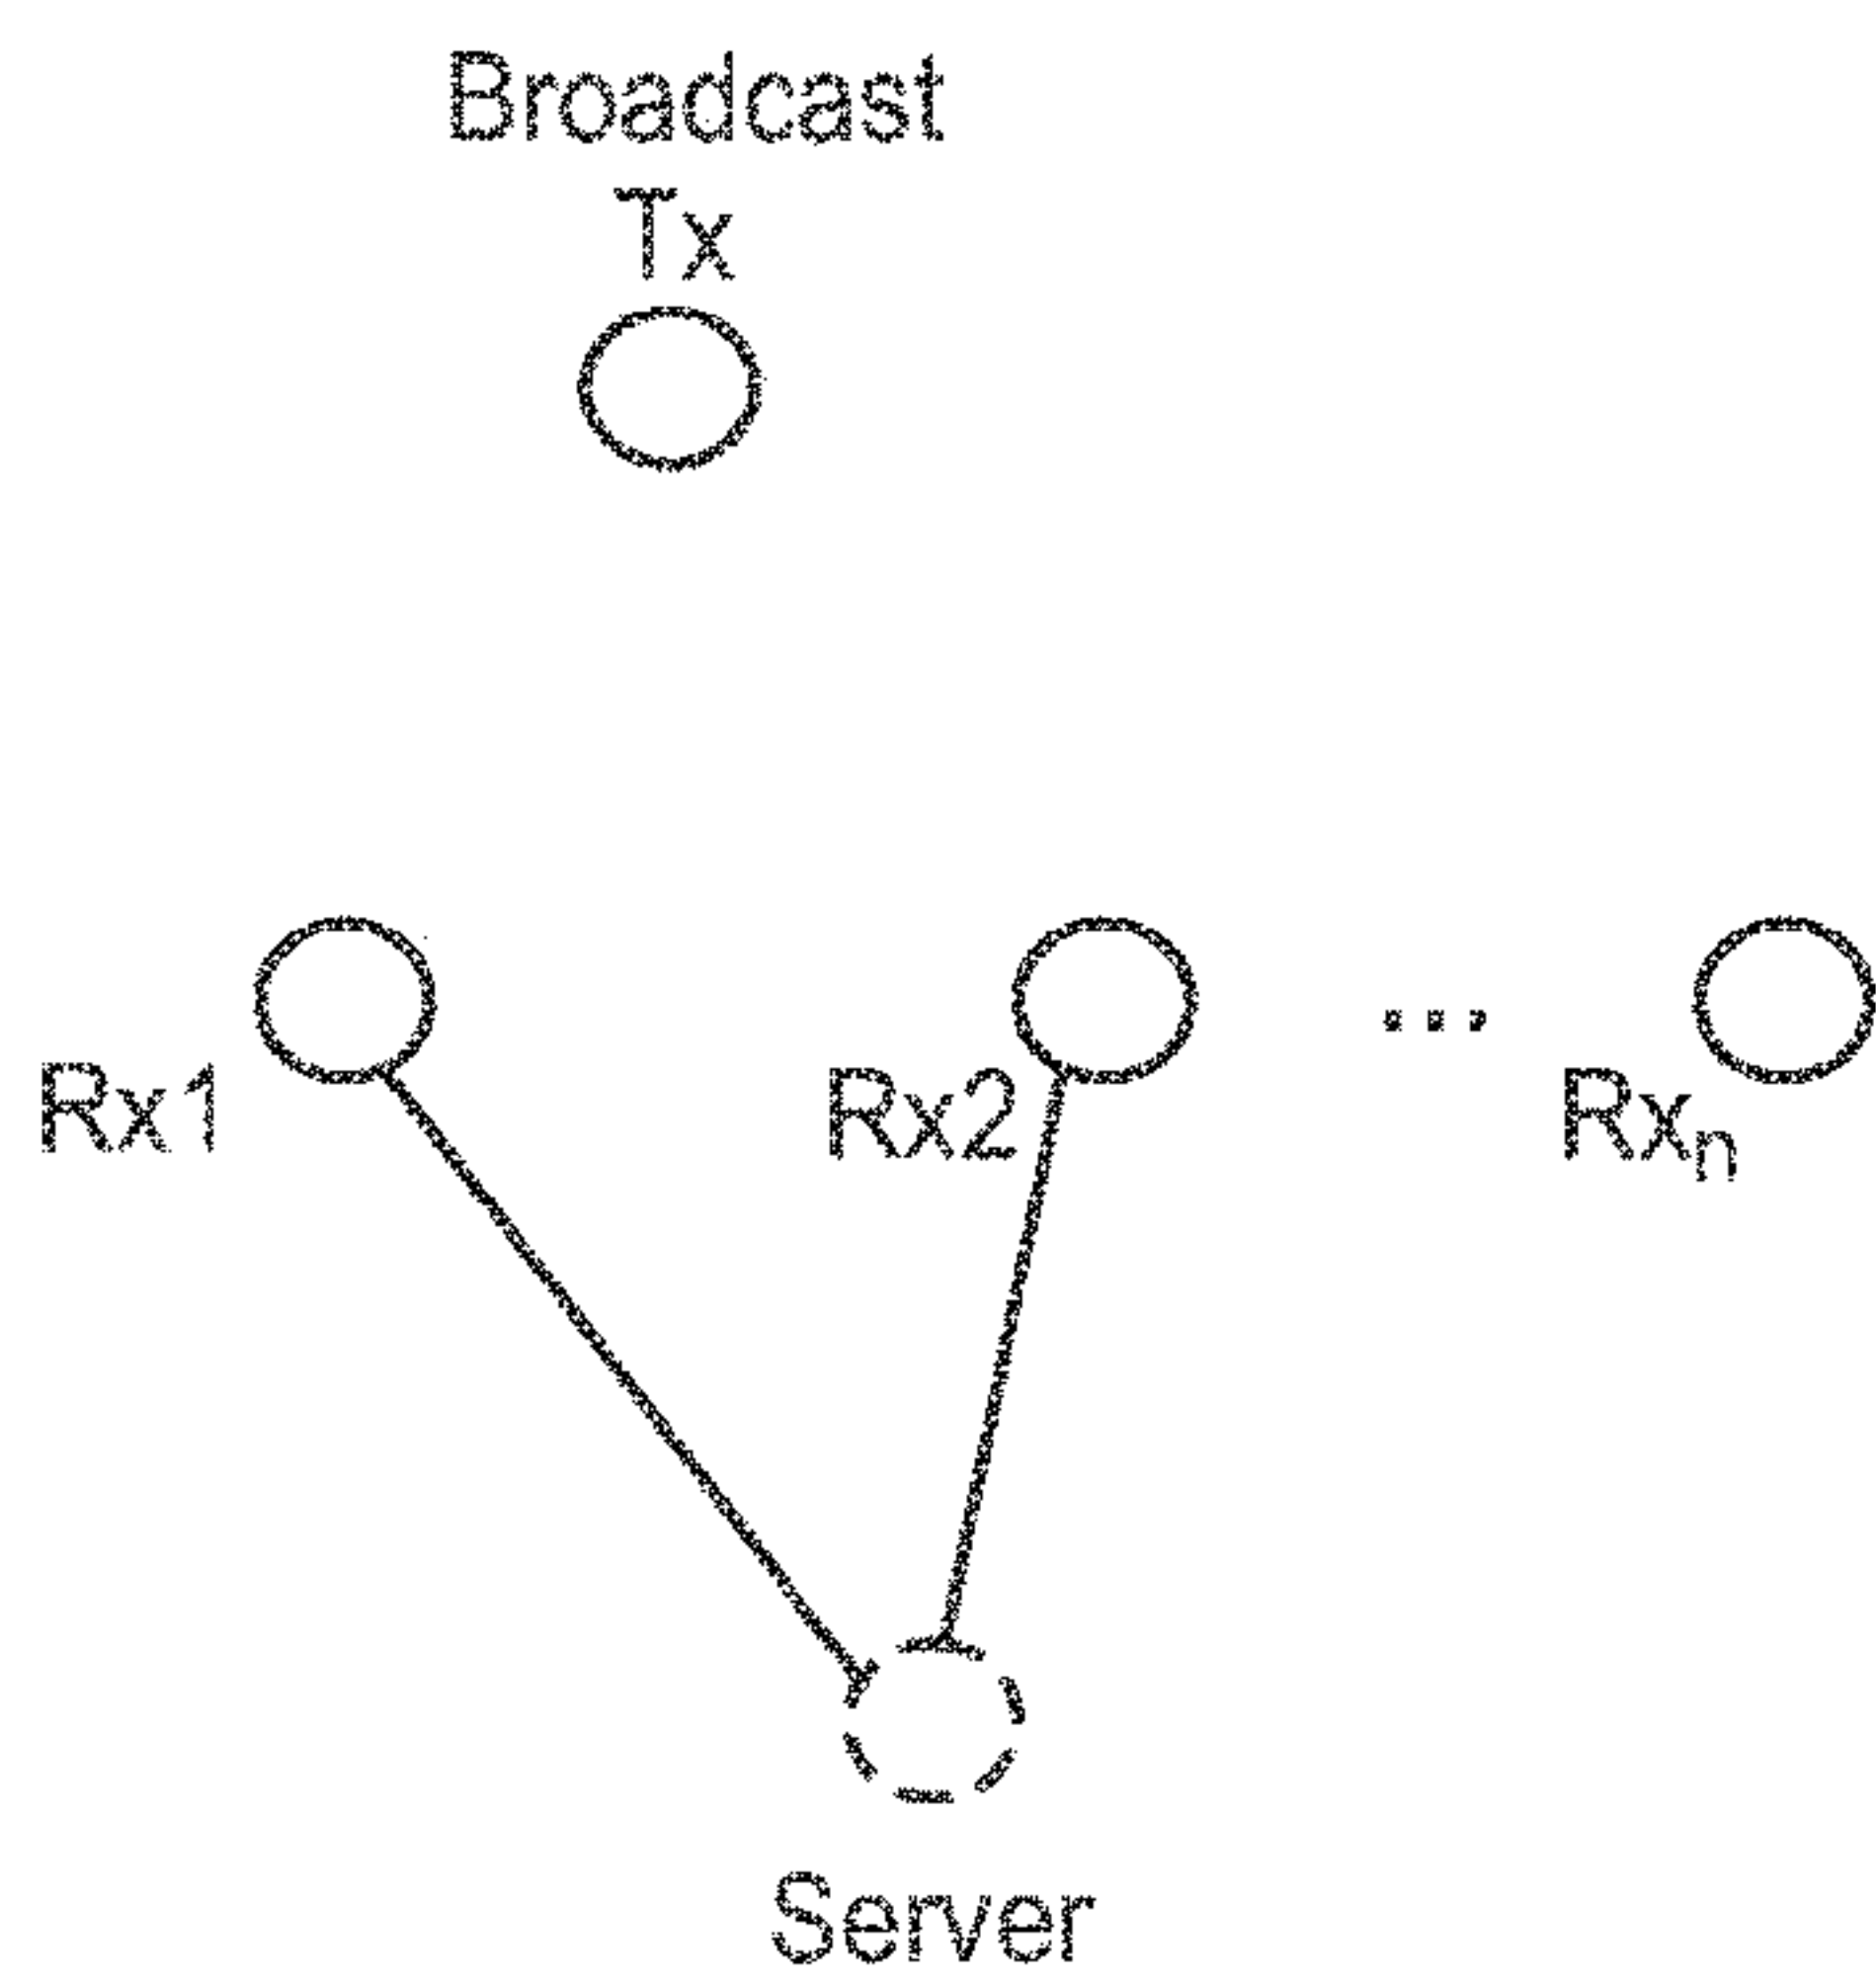 Broadcast
Tx
Rx1
Rx2
...
Rxn
Server